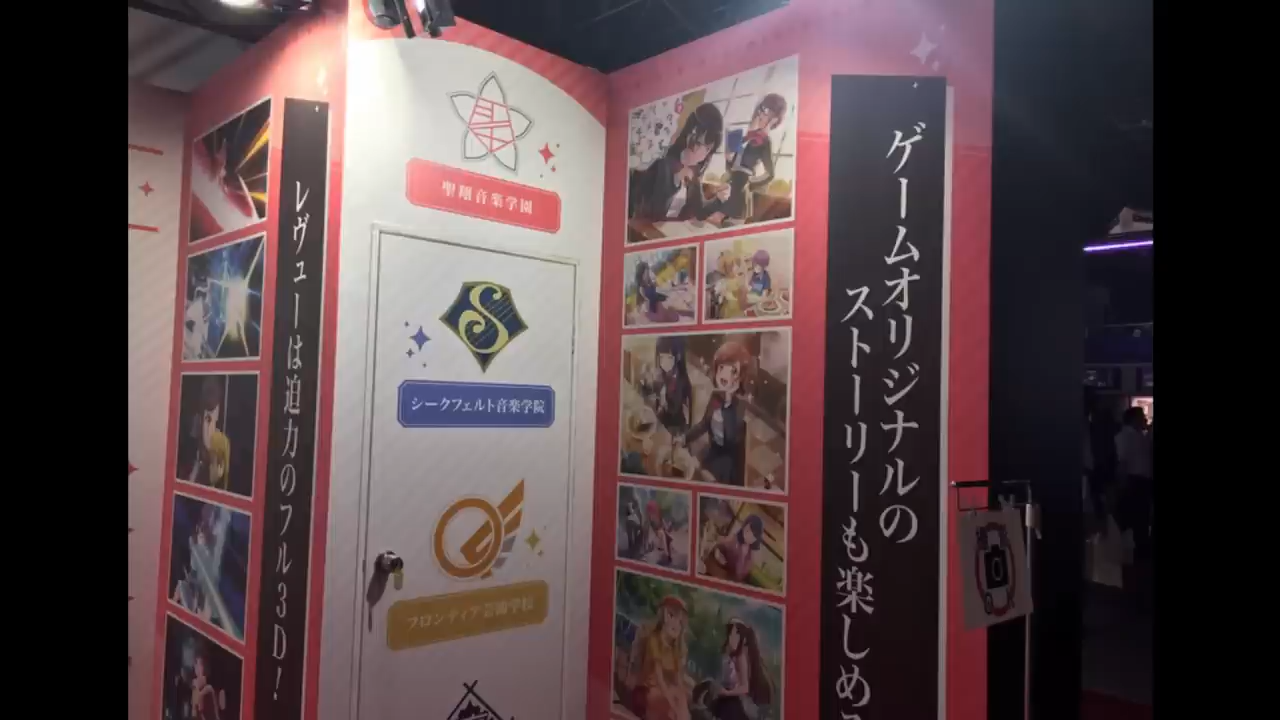 レヴューは迫力のフル3D!
聖翔音楽学園
S
シークフェルト音楽学院
フロンティア芸術学校
ゲームオリジナルの
ストーリーも楽しめ